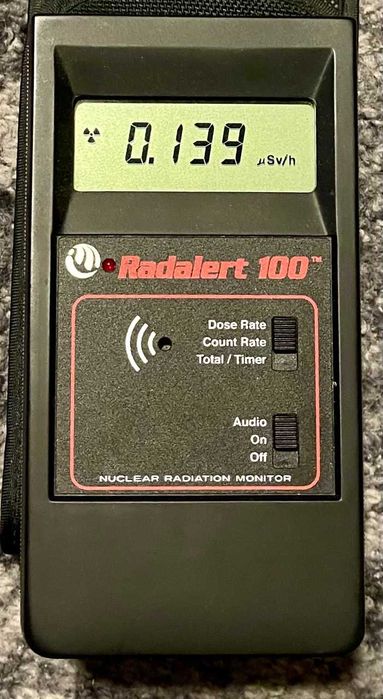 0.139 μSv/h
Radalert 100™
Dose Rate
Count Rate
Total / Timer
Audio
On
Off
NUCLEAR RADIATION MONITOR